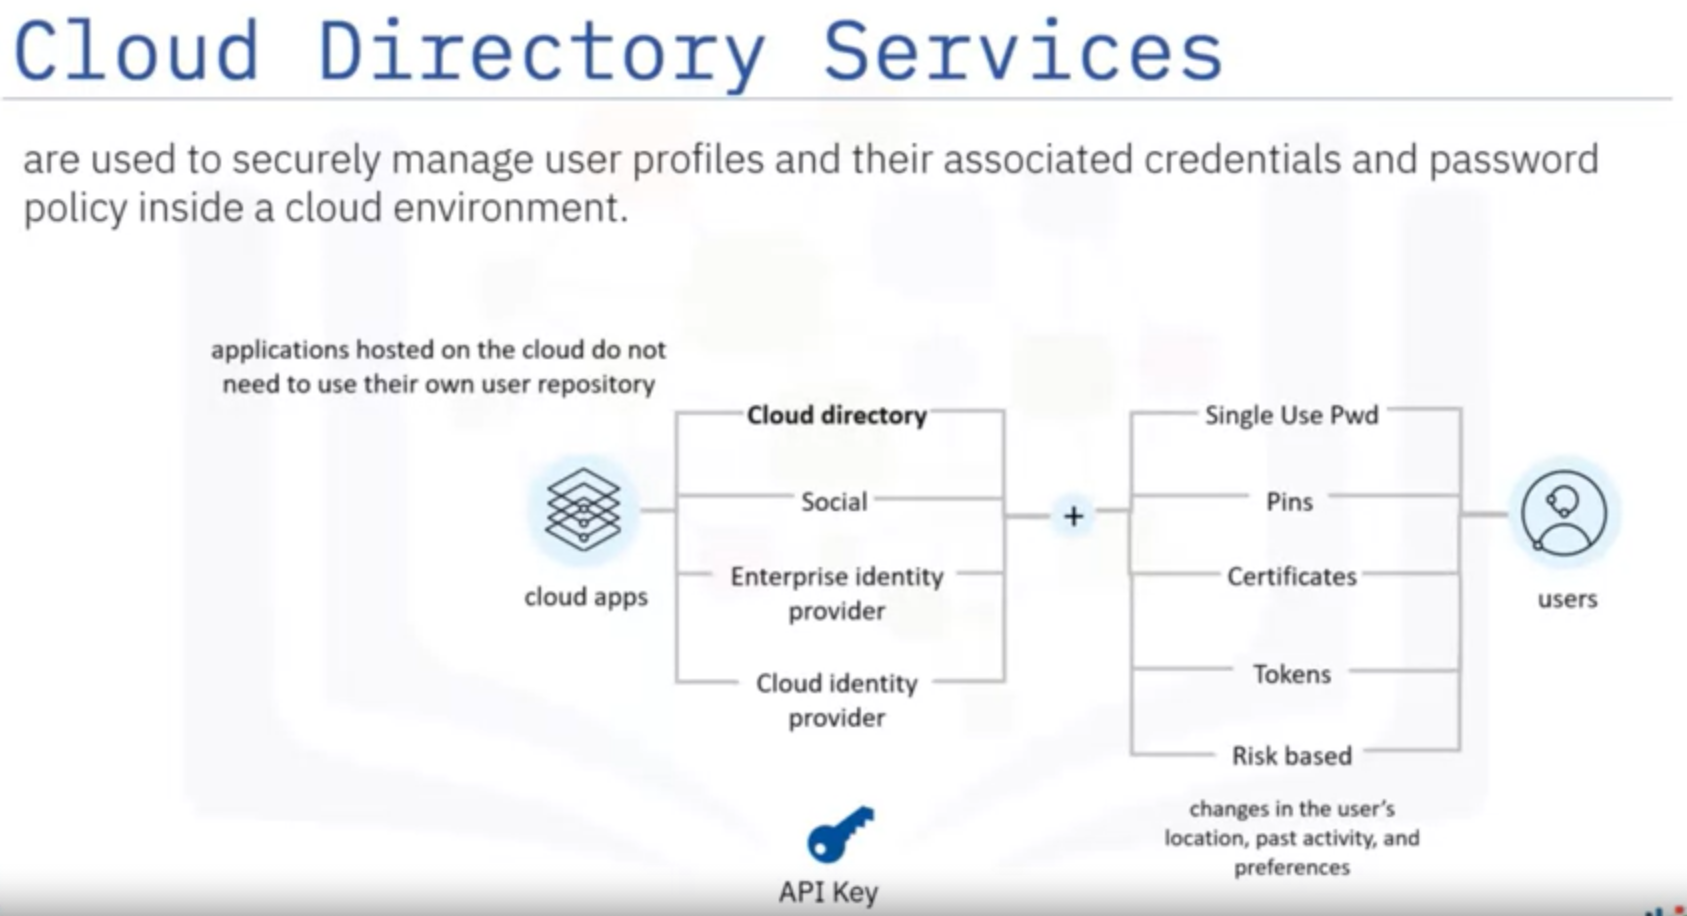 Cloud Directory Services
are used to securely manage user profiles and their associated credentials and password
policy inside a cloud environment.
applications hosted on the cloud do not
need to use their own user repository
cloud apps
Cloud directory
Social
Enterprise identity
provider
Cloud identity
provider
+
Single Use Pwd
Pins
Certificates
Tokens
Risk based
changes in the user's
location, past activity, and
preferences
users
API Key